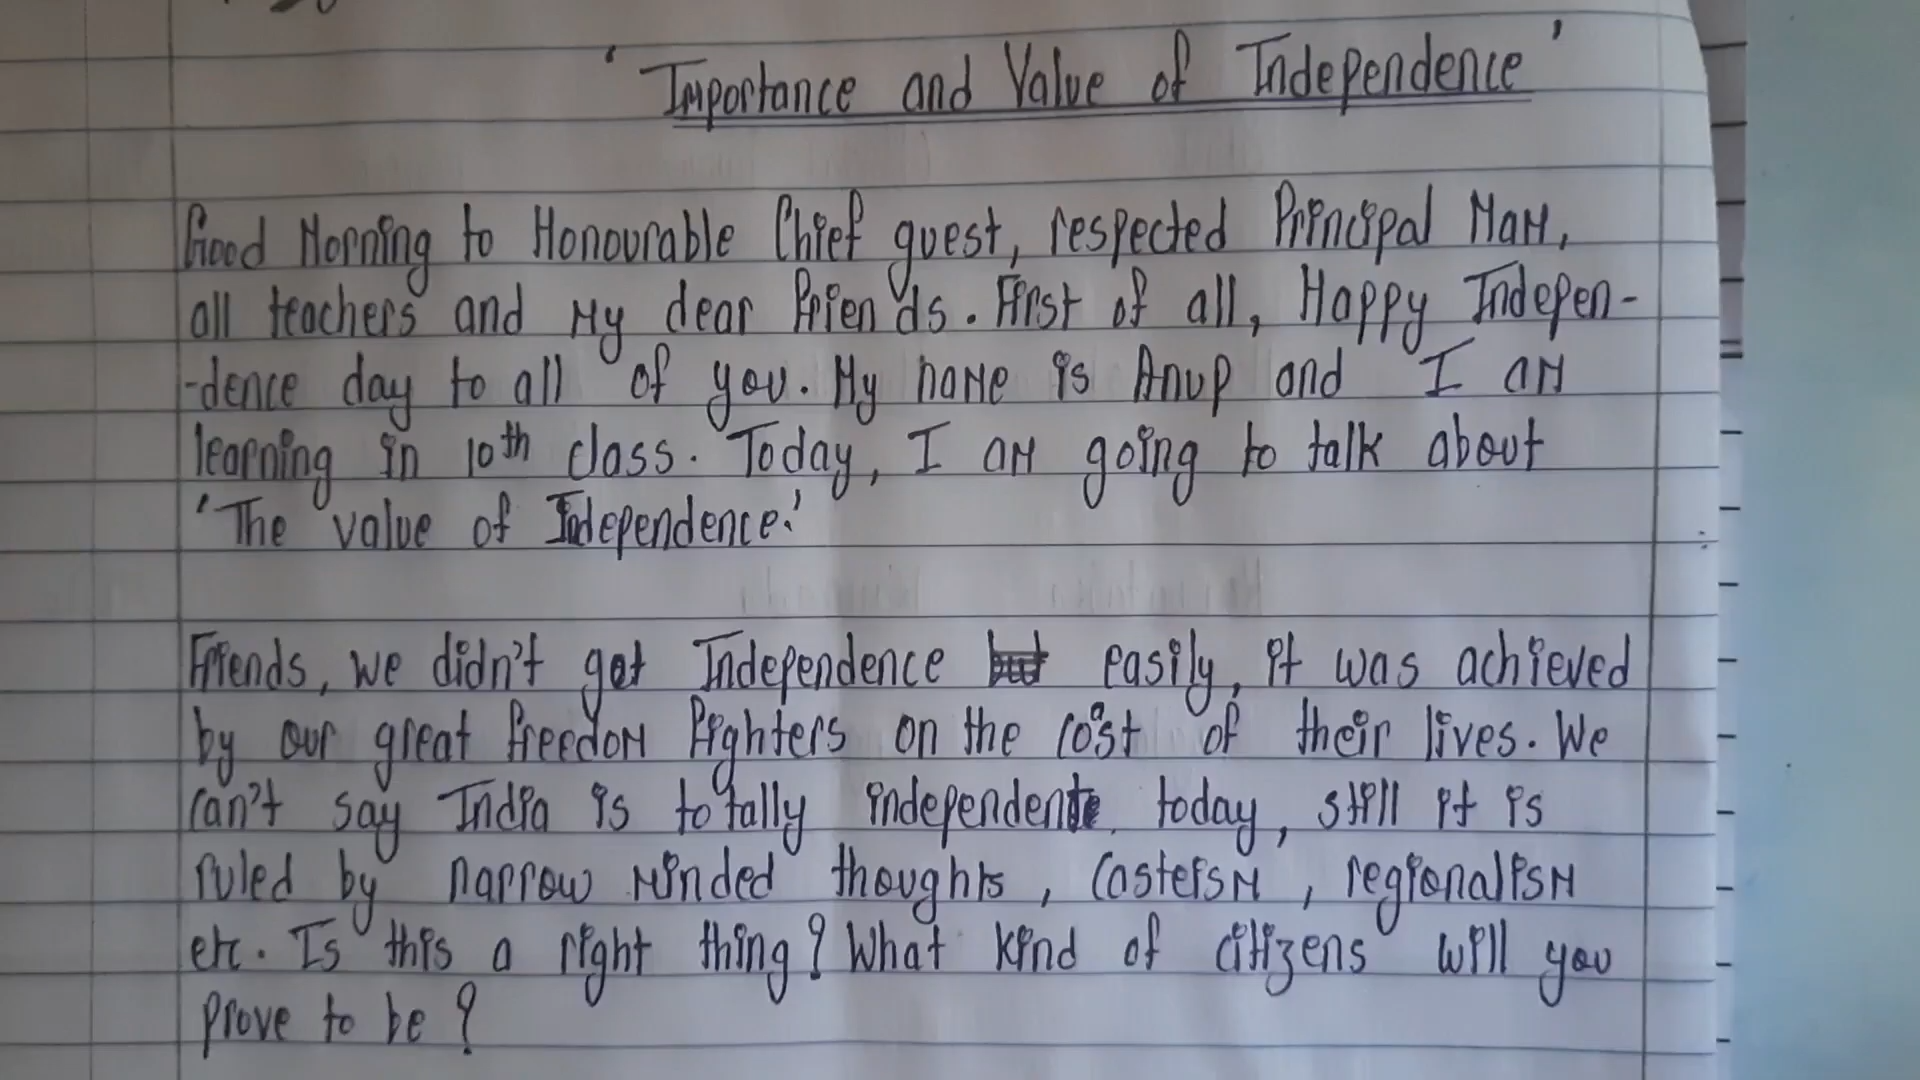 'Importance and Value of Independence'
Good Morning to Honourable Chief guest, respected Principal Mam,
all teachers and my dear friends. First of all, Happy Indepen-
-dence day to all of you. My name is Anup and I am
learning in 10th class. Today, I am going to talk about
'The value of Independence.'
Friends, we didn't get Independence easily, it was achieved
by our great freedom fighters on the cost of their lives. We
can't say India is totally independent today, still it is
ruled by narrow minded thoughts, casteism, regionalism
etc. Is this a right thing? What kind of citizens will you
prove to be?